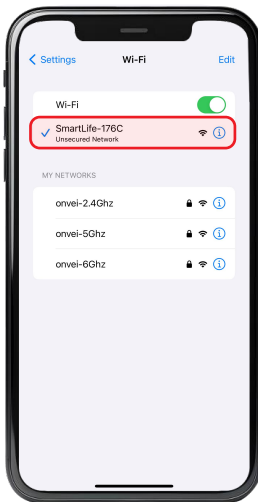 Settings Wi-Fi Edit
Wi-Fi
SmartLife-176C
Unsecured Network
MY NETWORKS
onvei-2.4Ghz
onvei-5Ghz
onvei-6Ghz